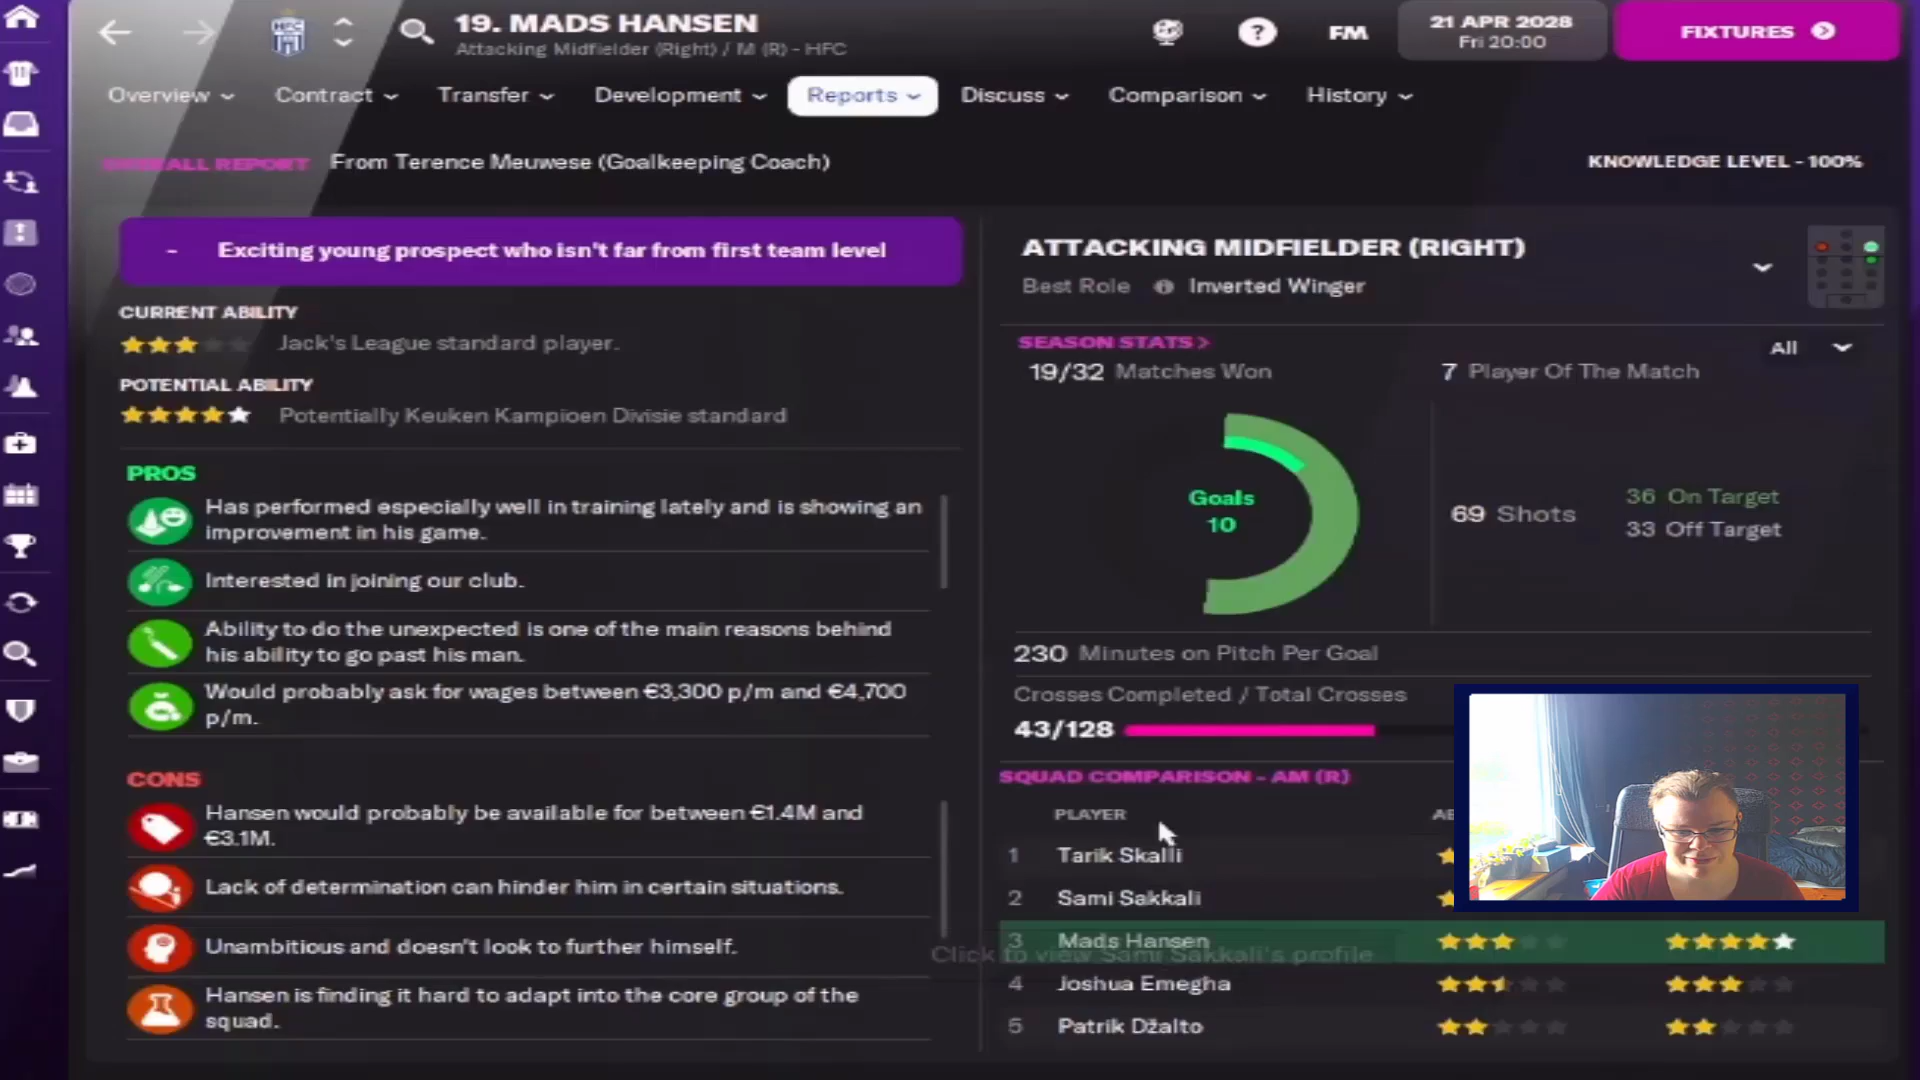 19. MADS HANSEN
Attacking Midfielder (Right) / M (R) - HFC
FM
21 APR 2028
Fri 20:00
FIXTURES
Overview
Contract
Transfer
Development
Reports
Discuss
Comparison
History
OVERALL REPORT From Terence Meuwese (Goalkeeping Coach)
KNOWLEDGE LEVEL - 100%
- Exciting young prospect who isn't far from first team level
CURRENT ABILITY
Jack's League standard player.
POTENTIAL ABILITY
Potentially Keuken Kampioen Divisie standard
PROS
Has performed especially well in training lately and is showing an
improvement in his game.
Interested in joining our club.
Ability to do the unexpected is one of the main reasons behind
his ability to go past his man.
Would probably ask for wages between €3,300 p/m and €4,700
p/m.
CONS
Hansen would probably be available for between €1.4M and
€3.1M.
Lack of determination can hinder him in certain situations.
Unambitious and doesn't look to further himself.
Hansen is finding it hard to adapt into the core group of the
squad.
ATTACKING MIDFIELDER (RIGHT)
Best Role Inverted Winger
SEASON STATS >
All
19/32 Matches Won
7 Player Of The Match
Goals
10
69 Shots
36 On Target
33 Off Target
230 Minutes on Pitch Per Goal
Crosses Completed / Total Crosses
43/128
SQUAD COMPARISON - AM (R)
PLAYER
1 Tarik Skalli
2 Sami Sakkali
3 Mads Hansen
Click to view Sami Sakkali's profile
4 Joshua Emegha
5 Patrik Džalto